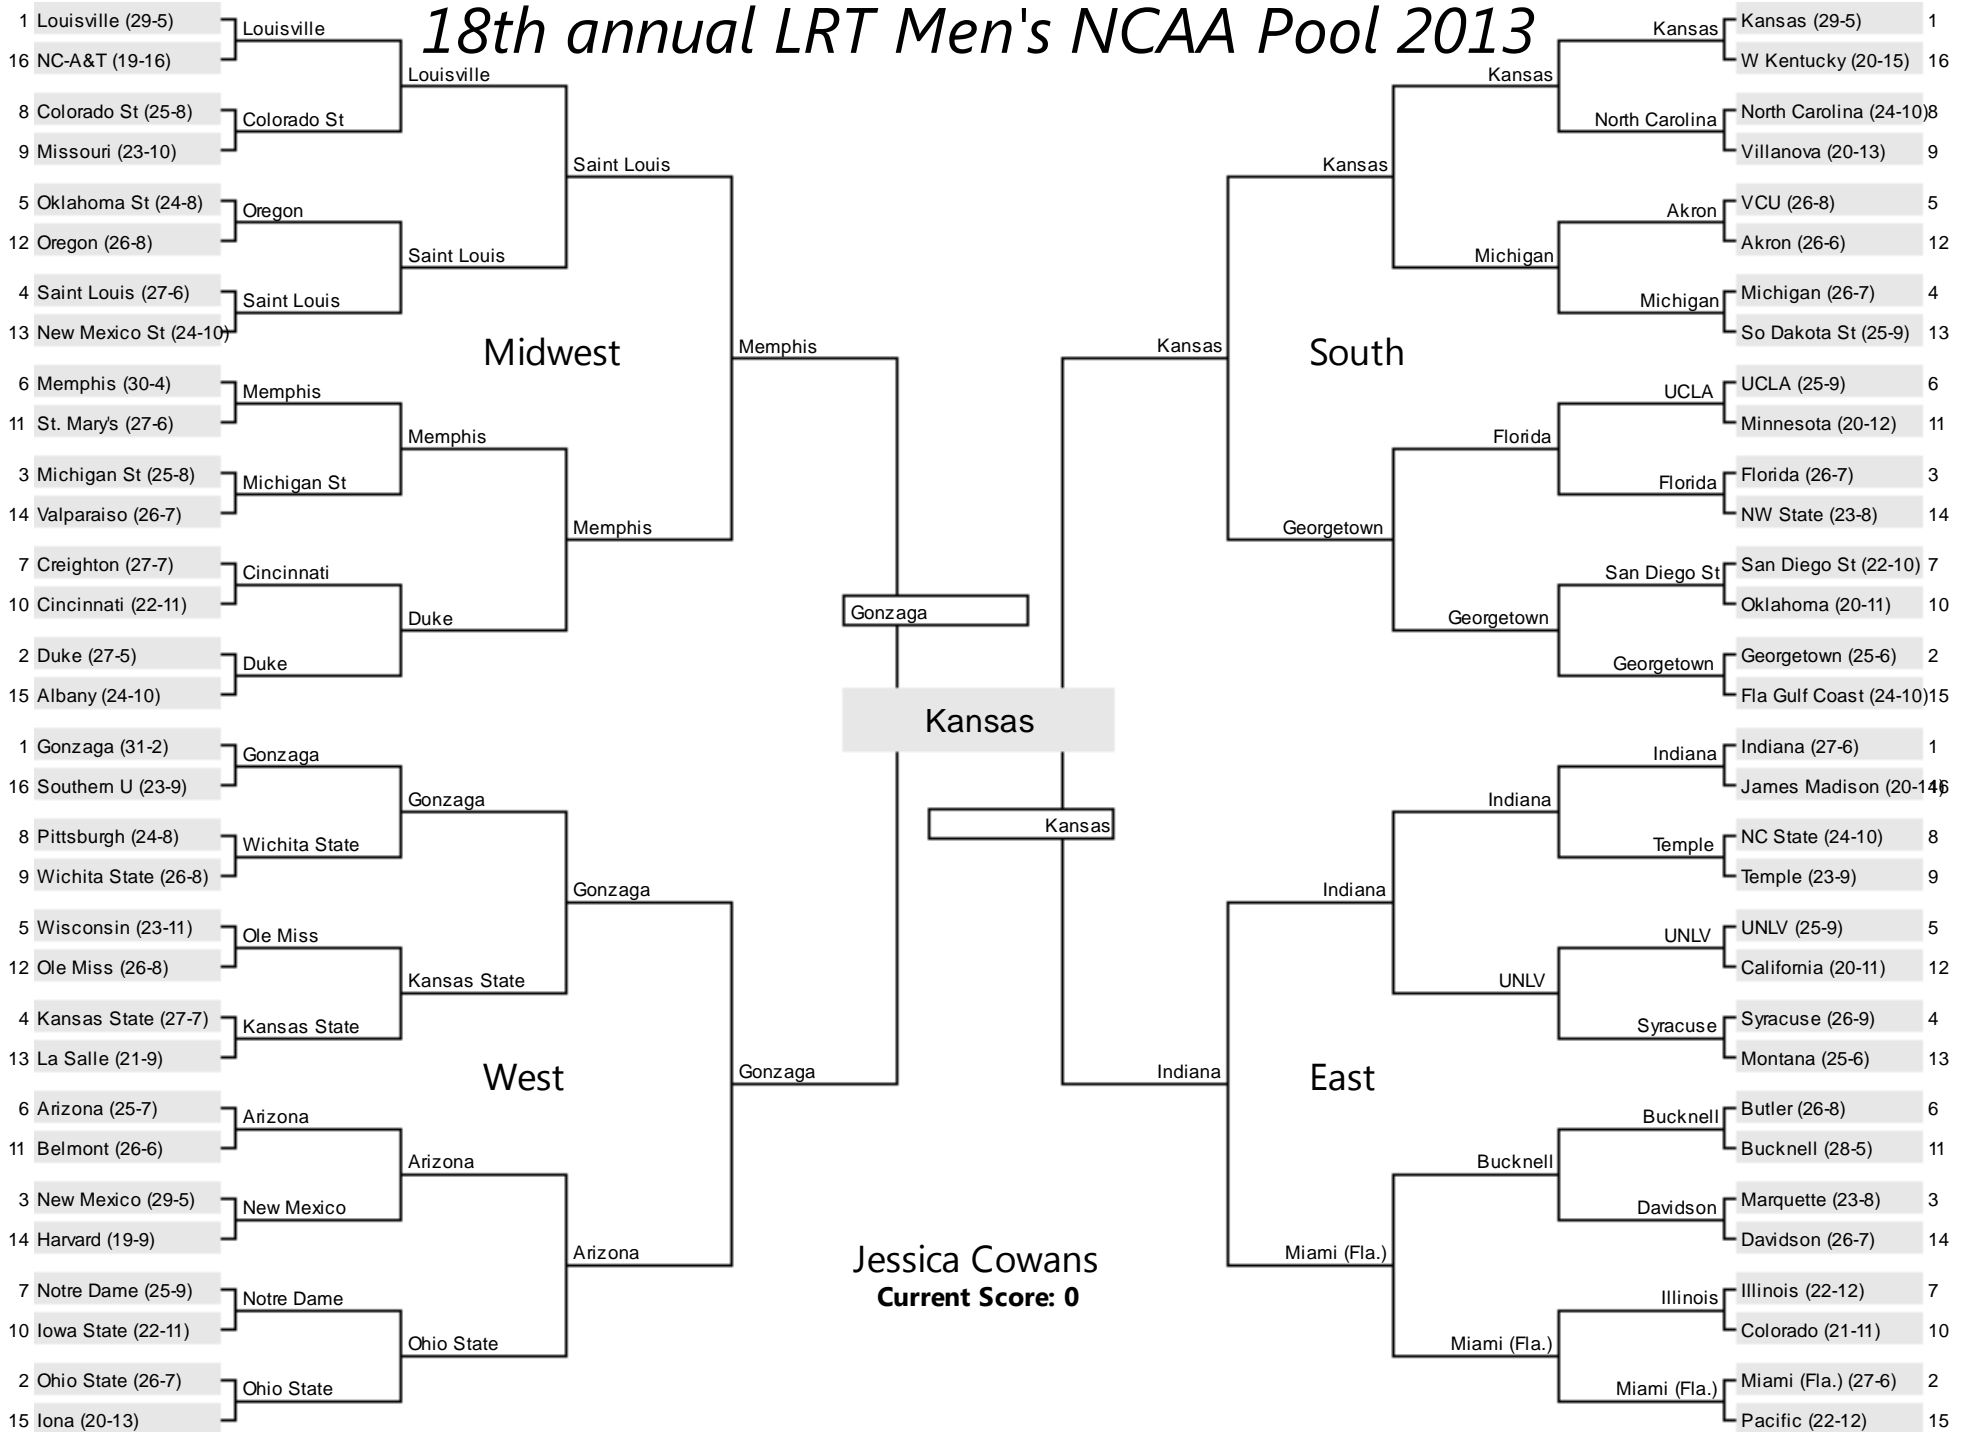 18th annual LRT Men's NCAA Pool 2013
1 Louisville (29-5)
Louisville
16 NC-A&T (19-16)
Louisville
8 Colorado St (25-8)
Colorado St
9 Missouri (23-10)
Saint Louis
5 Oklahoma St (24-8)
Oregon
12 Oregon (26-8)
Saint Louis
4 Saint Louis (27-6)
Saint Louis
13 New Mexico St (24-10)
Midwest
Memphis
6 Memphis (30-4)
Memphis
11 St. Mary's (27-6)
Memphis
3 Michigan St (25-8)
Michigan St
14 Valparaiso (26-7)
Memphis
7 Creighton (27-7)
Cincinnati
10 Cincinnati (22-11)
Duke
2 Duke (27-5)
Duke
15 Albany (24-10)
1 Gonzaga (31-2)
Gonzaga
16 Southern U (23-9)
Gonzaga
8 Pittsburgh (24-8)
Wichita State
9 Wichita State (26-8)
Gonzaga
5 Wisconsin (23-11)
Ole Miss
12 Ole Miss (26-8)
Kansas State
4 Kansas State (27-7)
Kansas State
13 La Salle (21-9)
West
Gonzaga
6 Arizona (25-7)
Arizona
11 Belmont (26-6)
Arizona
3 New Mexico (29-5)
New Mexico
14 Harvard (19-9)
Arizona
7 Notre Dame (25-9)
Notre Dame
10 Iowa State (22-11)
Ohio State
2 Ohio State (26-7)
Ohio State
15 Iona (20-13)
Gonzaga
Kansas
Kansas
Jessica Cowans
Current Score: 0
Kansas (29-5) 1
Kansas
W Kentucky (20-15) 16
Kansas
North Carolina (24-10) 8
North Carolina
Villanova (20-13) 9
Kansas
VCU (26-8) 5
Akron
Akron (26-6) 12
Michigan
Michigan (26-7) 4
Michigan
So Dakota St (25-9) 13
Kansas
South
UCLA (25-9) 6
UCLA
Minnesota (20-12) 11
Florida
Florida (26-7) 3
Florida
NW State (23-8) 14
Georgetown
San Diego St (22-10) 7
San Diego St
Oklahoma (20-11) 10
Georgetown
Georgetown (25-6) 2
Georgetown
Fla Gulf Coast (24-10) 15
Indiana (27-6) 1
Indiana
James Madison (20-14) 16
Indiana
NC State (24-10) 8
Temple
Temple (23-9) 9
Indiana
UNLV (25-9) 5
UNLV
California (20-11) 12
UNLV
Syracuse (26-9) 4
Syracuse
Montana (25-6) 13
Indiana
East
Butler (26-8) 6
Bucknell
Bucknell (28-5) 11
Bucknell
Marquette (23-8) 3
Davidson
Davidson (26-7) 14
Miami (Fla.)
Illinois (22-12) 7
Illinois
Colorado (21-11) 10
Miami (Fla.)
Miami (Fla.) (27-6) 2
Miami (Fla.)
Pacific (22-12) 15